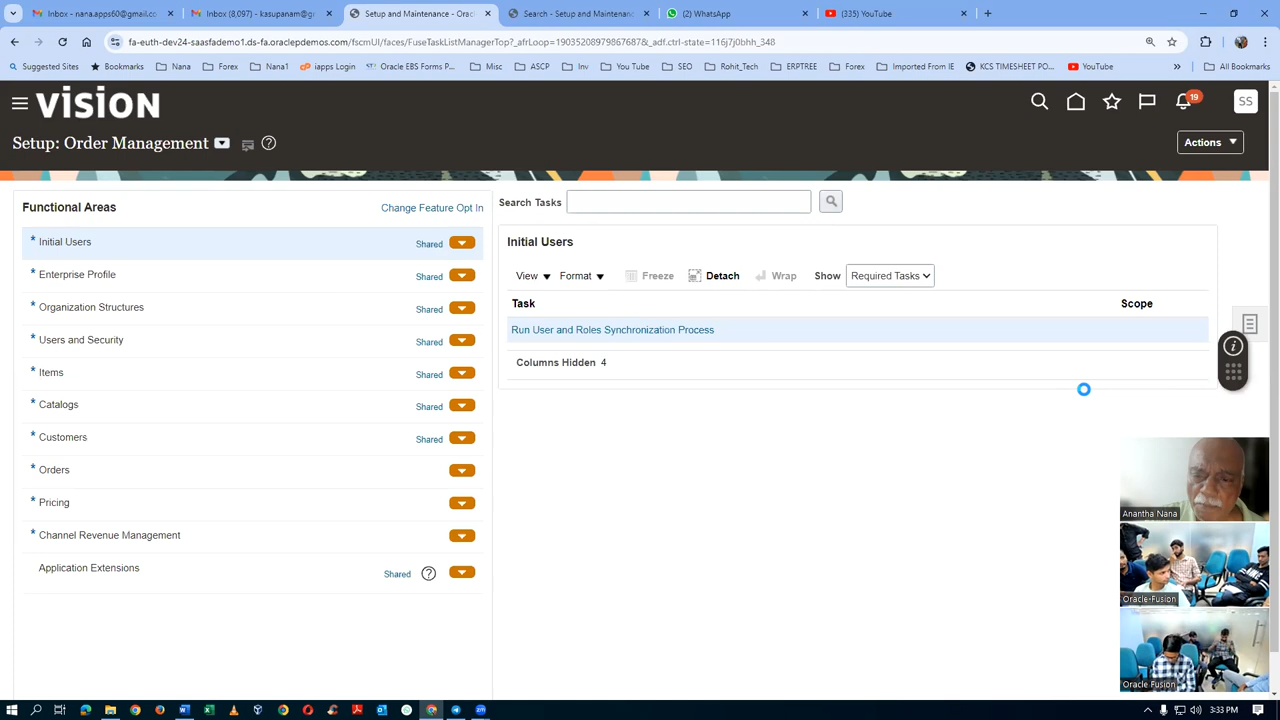 Inbox - nana.apps60@gmail.co
Inbox (8,097) - kasupanam@g
Setup and Maintenance - Orac
Search - Setup and Maintenanc
(2) WhatsApp
(335) YouTube
fa-euth-dev24-saasfademo1.ds-fa.oraclepdemos.com/fscmUI/faces/FuseTaskListManagerTop?_afrLoop=19035208979867687&_adf.ctrl-state=116j7j0bhh_348
Suggested Sites
Bookmarks
Nana
Forex
Nana1
iapps Login
Oracle EBS Forms P...
Misc
ASCP
Inv
You Tube
SEO
Rohit_Tech
ERPTREE
Forex
Imported From IE
KCS TIMESHEET PO...
YouTube
All Bookmarks
vision
19
SS
Setup: Order Management
Actions
Functional Areas
Change Feature Opt In
Search Tasks
* Initial Users Shared
* Enterprise Profile Shared
* Organization Structures Shared
* Users and Security Shared
* Items Shared
* Catalogs Shared
* Customers Shared
* Orders
* Pricing
* Channel Revenue Management
Application Extensions Shared
Initial Users
View Format Freeze Detach Wrap Show Required Tasks
Task Scope
Run User and Roles Synchronization Process
Columns Hidden 4
Anantha Nana
Oracle-Fusion
Oracle Fusion
3:33 PM